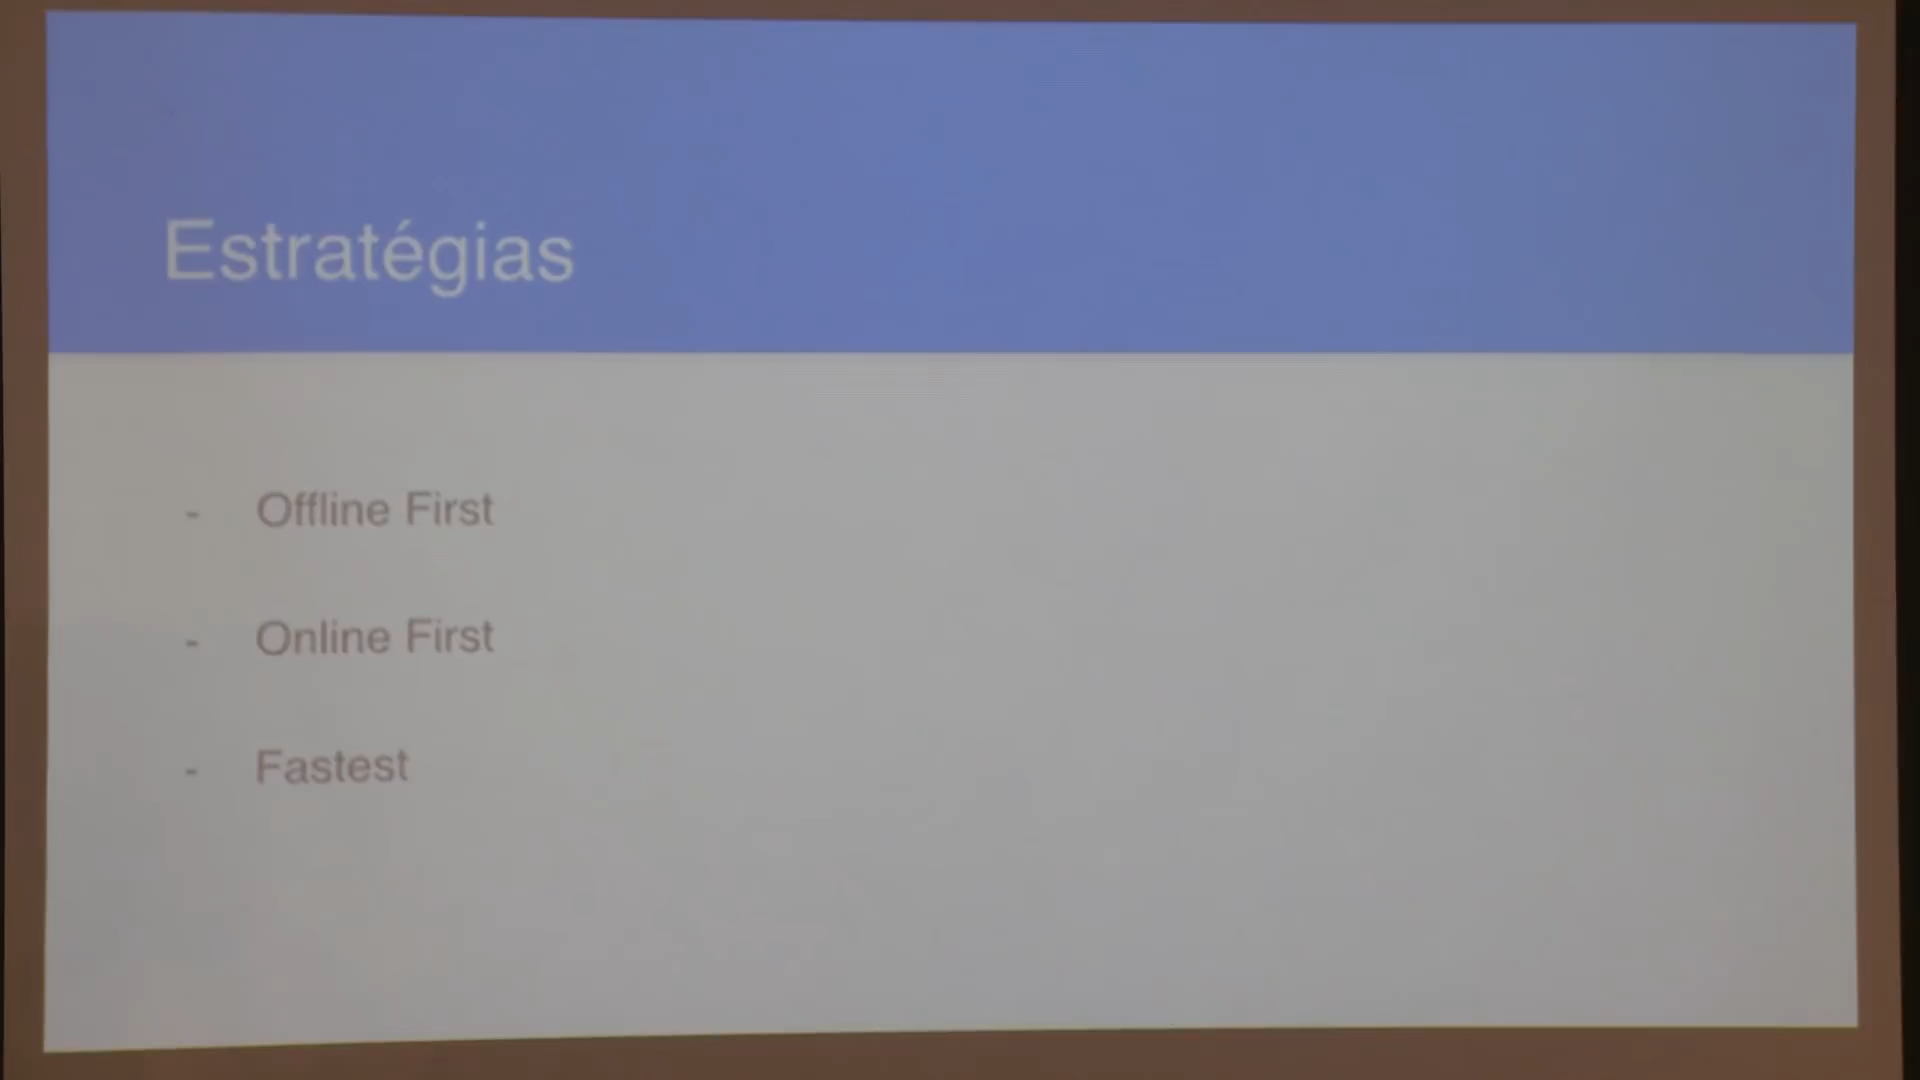 Estratégias
- Offline First
- Online First
- Fastest